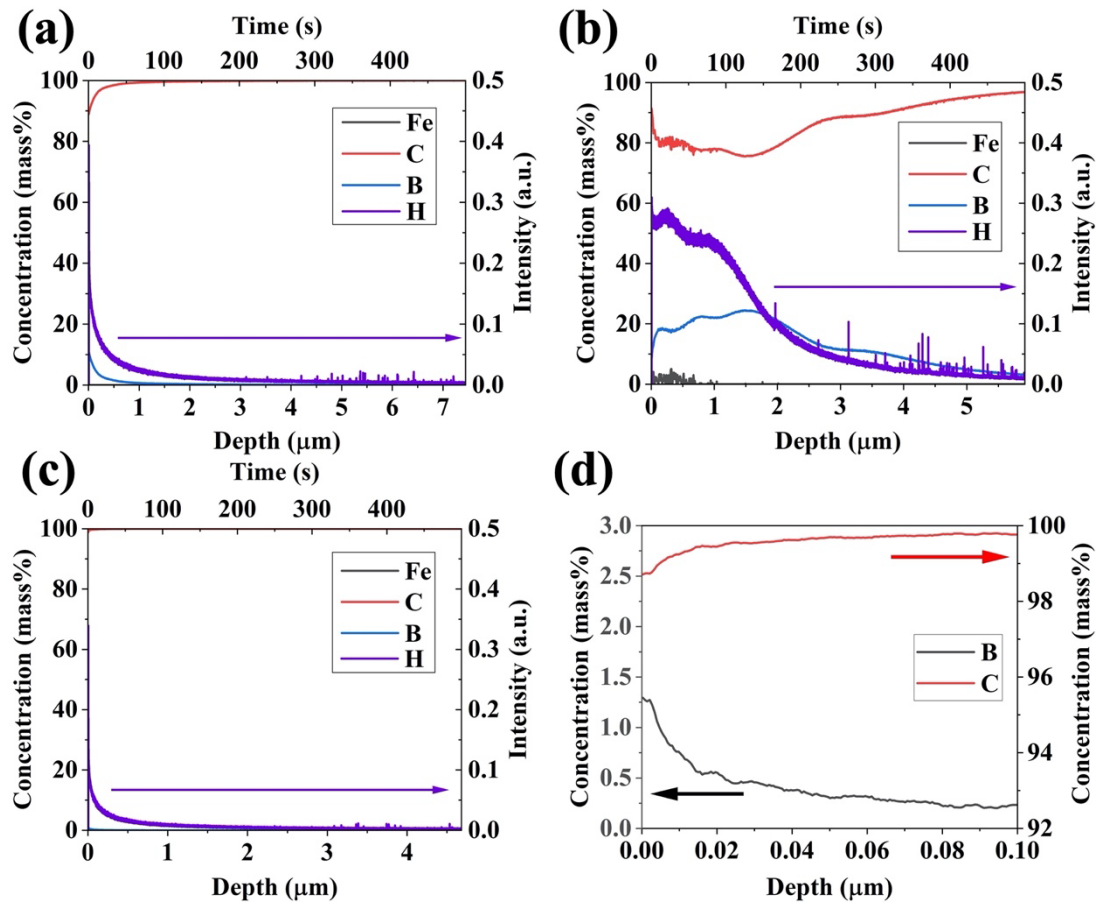 (a)
Time (s)
0 100 200 300 400
Concentration (mass%)
100
80
60
40
20
0
Fe
C
B
H
0.5
0.4
0.3
0.2
0.1
0.0
Intensity (a.u.)
0 1 2 3 4 5 6 7
Depth (μm)
(b)
Time (s)
0 100 200 300 400
Concentration (mass%)
100
80
60
40
20
0
Fe
C
B
H
0.5
0.4
0.3
0.2
0.1
0.0
Intensity (a.u.)
0 1 2 3 4 5
Depth (μm)
(c)
Time (s)
0 100 200 300 400
Concentration (mass%)
100
80
60
40
20
0
Fe
C
B
H
0.5
0.4
0.3
0.2
0.1
0.0
Intensity (a.u.)
0 1 2 3 4
Depth (μm)
(d)
Concentration (mass%)
3.0
2.5
2.0
1.5
1.0
0.5
0.0
B
C
100
98
96
94
92
Concentration (mass%)
0.00 0.02 0.04 0.06 0.08 0.10
Depth (μm)